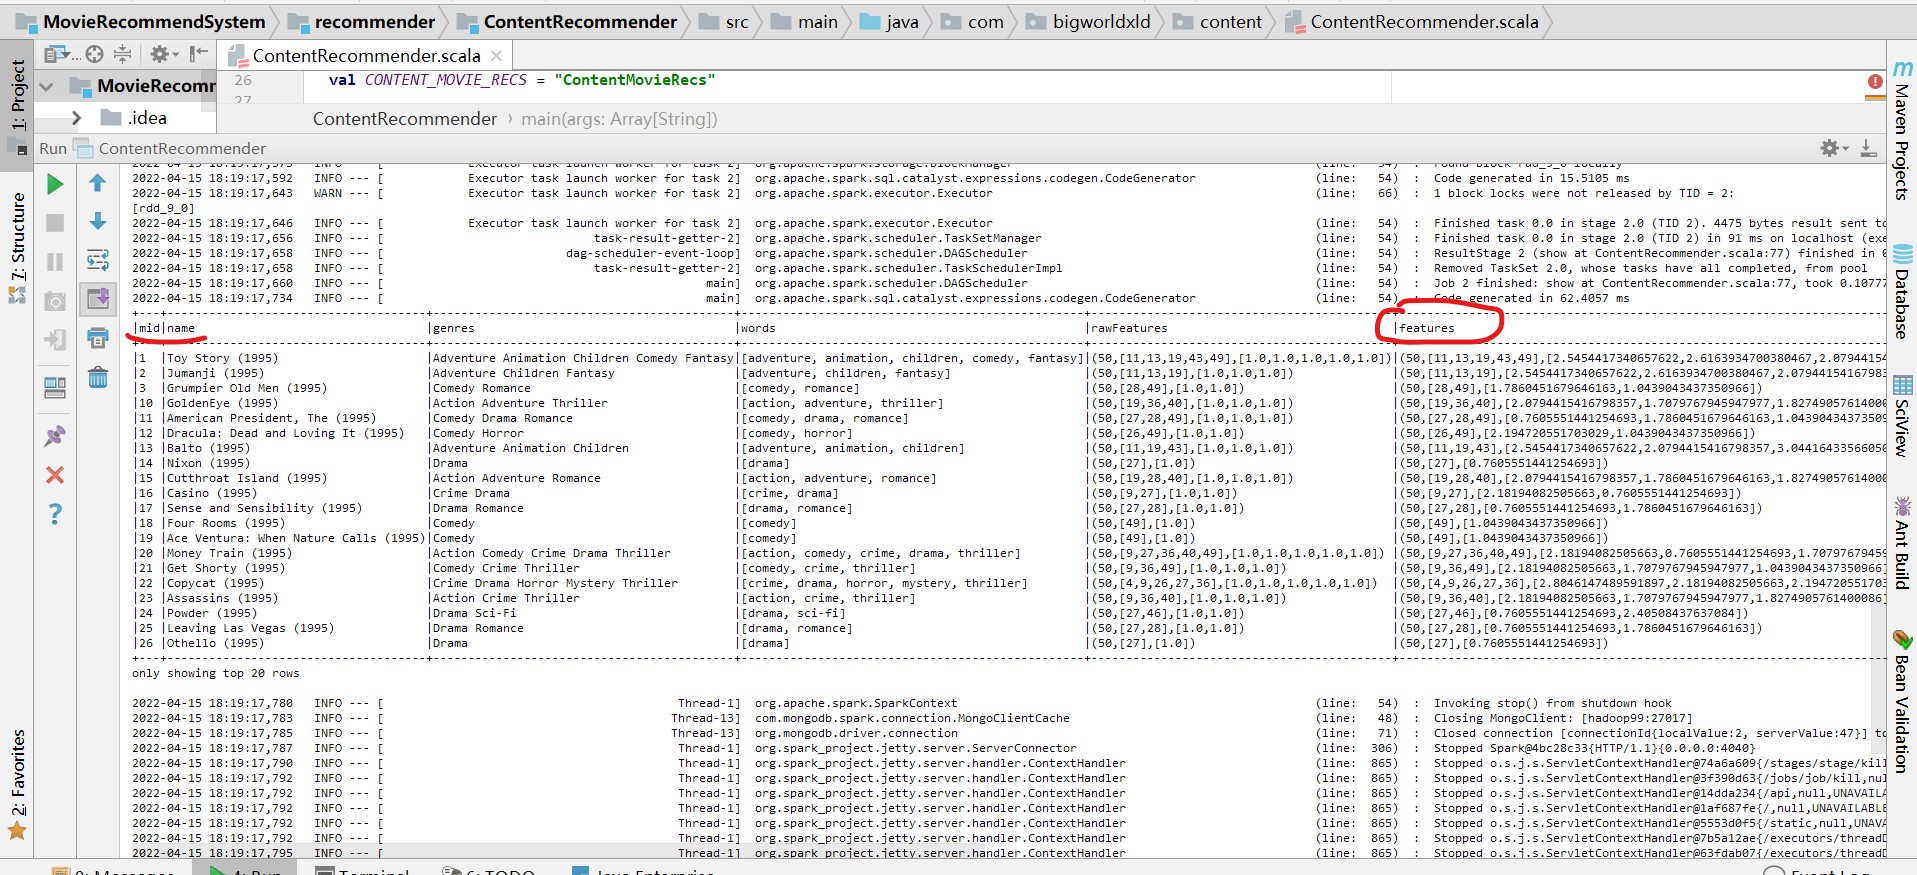 MovieRecommendSystem recommender ContentRecommender src main java com bigworldxld content ContentRecommender.scala
ContentRecommender.scala
1: Project
7: Structure
2: Favorites
MovieRecomm
.idea
26 val CONTENT_MOVIE_RECS = "ContentMovieRecs"
27
ContentRecommender › main(args: Array[String])
Run ContentRecommender
2022-04-15 18:19:17,592 INFO --- [ Executor task launch worker for task 2] org.apache.spark.sql.catalyst.expressions.codegen.CodeGenerator (line: 54) : Code generated in 15.5105 ms
2022-04-15 18:19:17,643 WARN --- [ Executor task launch worker for task 2] org.apache.spark.executor.Executor (line: 66) : 1 block locks were not released by TID = 2:
[rdd_9_0]
2022-04-15 18:19:17,646 INFO --- [ Executor task launch worker for task 2] org.apache.spark.executor.Executor (line: 54) : Finished task 0.0 in stage 2.0 (TID 2). 4475 bytes result sent to
2022-04-15 18:19:17,656 INFO --- [ task-result-getter-2] org.apache.spark.scheduler.TaskSetManager (line: 54) : Finished task 0.0 in stage 2.0 (TID 2) in 91 ms on localhost (exe
2022-04-15 18:19:17,658 INFO --- [ dag-scheduler-event-loop] org.apache.spark.scheduler.DAGScheduler (line: 54) : ResultStage 2 (show at ContentRecommender.scala:77) finished in 0
2022-04-15 18:19:17,658 INFO --- [ task-result-getter-2] org.apache.spark.scheduler.TaskSchedulerImpl (line: 54) : Removed TaskSet 2.0, whose tasks have all completed, from pool
2022-04-15 18:19:17,660 INFO --- [ main] org.apache.spark.scheduler.DAGScheduler (line: 54) : Job 2 finished: show at ContentRecommender.scala:77, took 0.10777
2022-04-15 18:19:17,734 INFO --- [ main] org.apache.spark.sql.catalyst.expressions.codegen.CodeGenerator (line: 54) : Code generated in 62.4057 ms
|mid|name |genres |words |rawFeatures |features
|1 |Toy Story (1995) |Adventure Animation Children Comedy Fantasy|[adventure, animation, children, comedy, fantasy]|(50,[11,13,19,43,49],[1.0,1.0,1.0,1.0,1.0])|(50,[11,13,19,43,49],[2.5454417340657622,2.6163934700380467,2.07944154
|2 |Jumanji (1995) |Adventure Children Fantasy |[adventure, children, fantasy] |(50,[11,13,19],[1.0,1.0,1.0]) |(50,[11,13,19],[2.5454417340657622,2.6163934700380467,2.0794415416798
|3 |Grumpier Old Men (1995) |Comedy Romance |[comedy, romance] |(50,[28,49],[1.0,1.0]) |(50,[28,49],[1.7860451679646163,1.0439043437350966])
|10 |GoldenEye (1995) |Action Adventure Thriller |[action, adventure, thriller] |(50,[19,36,40],[1.0,1.0,1.0]) |(50,[19,36,40],[2.0794415416798357,1.7079767945947977,1.8274905761400
|11 |American President, The (1995) |Comedy Drama Romance |[comedy, drama, romance] |(50,[27,28,49],[1.0,1.0,1.0]) |(50,[27,28,49],[0.7605551441254693,1.7860451679646163,1.0439043437350
|12 |Dracula: Dead and Loving It (1995) |Comedy Horror |[comedy, horror] |(50,[26,49],[1.0,1.0]) |(50,[26,49],[2.194720551703029,1.0439043437350966])
|13 |Balto (1995) |Adventure Animation Children |[adventure, animation, children] |(50,[11,19,43],[1.0,1.0,1.0]) |(50,[11,19,43],[2.5454417340657622,2.0794415416798357,3.0441643356605
|14 |Nixon (1995) |Drama |[drama] |(50,[27],[1.0]) |(50,[27],[0.7605551441254693])
|15 |Cutthroat Island (1995) |Action Adventure Romance |[action, adventure, romance] |(50,[19,28,40],[1.0,1.0,1.0]) |(50,[19,28,40],[2.0794415416798357,1.7860451679646163,1.8274905761400
|16 |Casino (1995) |Crime Drama |[crime, drama] |(50,[9,27],[1.0,1.0]) |(50,[9,27],[2.18194082505663,0.7605551441254693])
|17 |Sense and Sensibility (1995) |Drama Romance |[drama, romance] |(50,[27,28],[1.0,1.0]) |(50,[27,28],[0.7605551441254693,1.7860451679646163])
|18 |Four Rooms (1995) |Comedy |[comedy] |(50,[49],[1.0]) |(50,[49],[1.0439043437350966])
|19 |Ace Ventura: When Nature Calls (1995)|Comedy |[comedy] |(50,[49],[1.0]) |(50,[49],[1.0439043437350966])
|20 |Money Train (1995) |Action Comedy Crime Drama Thriller |[action, comedy, crime, drama, thriller] |(50,[9,27,36,40,49],[1.0,1.0,1.0,1.0,1.0]) |(50,[9,27,36,40,49],[2.18194082505663,0.7605551441254693,1.7079767945
|21 |Get Shorty (1995) |Comedy Crime Thriller |[comedy, crime, thriller] |(50,[9,36,49],[1.0,1.0,1.0]) |(50,[9,36,49],[2.18194082505663,1.7079767945947977,1.0439043437350966
|22 |Copycat (1995) |Crime Drama Horror Mystery Thriller |[crime, drama, horror, mystery, thriller] |(50,[4,9,26,27,36],[1.0,1.0,1.0,1.0,1.0]) |(50,[4,9,26,27,36],[2.8046147489591897,2.18194082505663,2.194720551703
|23 |Assassins (1995) |Action Crime Thriller |[action, crime, thriller] |(50,[9,36,40],[1.0,1.0,1.0]) |(50,[9,36,40],[2.18194082505663,1.7079767945947977,1.8274905761400086]
|24 |Powder (1995) |Drama Sci-Fi |[drama, sci-fi] |(50,[27,46],[1.0,1.0]) |(50,[27,46],[0.7605551441254693,2.40508437637084])
|25 |Leaving Las Vegas (1995) |Drama Romance |[drama, romance] |(50,[27,28],[1.0,1.0]) |(50,[27,28],[0.7605551441254693,1.7860451679646163])
|26 |Othello (1995) |Drama |[drama] |(50,[27],[1.0]) |(50,[27],[0.7605551441254693])
only showing top 20 rows
2022-04-15 18:19:17,780 INFO --- [ Thread-1] org.apache.spark.SparkContext (line: 54) : Invoking stop() from shutdown hook
2022-04-15 18:19:17,783 INFO --- [ Thread-13] com.mongodb.spark.connection.MongoClientCache (line: 48) : Closing MongoClient: [hadoop99:27017]
2022-04-15 18:19:17,785 INFO --- [ Thread-13] org.mongodb.driver.connection (line: 71) : Closed connection [connectionId{localValue:2, serverValue:47}] to
2022-04-15 18:19:17,787 INFO --- [ Thread-1] org.spark_project.jetty.server.ServerConnector (line: 306) : Stopped Spark@4bc28c33{HTTP/1.1}{0.0.0.0:4040}
2022-04-15 18:19:17,790 INFO --- [ Thread-1] org.spark_project.jetty.server.handler.ContextHandler (line: 865) : Stopped o.s.j.s.ServletContextHandler@74a6a609{/stages/stage/kill
2022-04-15 18:19:17,792 INFO --- [ Thread-1] org.spark_project.jetty.server.handler.ContextHandler (line: 865) : Stopped o.s.j.s.ServletContextHandler@3f390d63{/jobs/job/kill,nul
2022-04-15 18:19:17,792 INFO --- [ Thread-1] org.spark_project.jetty.server.handler.ContextHandler (line: 865) : Stopped o.s.j.s.ServletContextHandler@14dda234{/api,null,UNAVAILA
2022-04-15 18:19:17,792 INFO --- [ Thread-1] org.spark_project.jetty.server.handler.ContextHandler (line: 865) : Stopped o.s.j.s.ServletContextHandler@1af687fe{/,null,UNAVAILABLE
2022-04-15 18:19:17,792 INFO --- [ Thread-1] org.spark_project.jetty.server.handler.ContextHandler (line: 865) : Stopped o.s.j.s.ServletContextHandler@5553d0f5{/static,null,UNAVA
2022-04-15 18:19:17,792 INFO --- [ Thread-1] org.spark_project.jetty.server.handler.ContextHandler (line: 865) : Stopped o.s.j.s.ServletContextHandler@7b5a12ae{/executors/threadD
2022-04-15 18:19:17,795 INFO --- [ Thread-1] org.spark_project.jetty.server.handler.ContextHandler (line: 865) : Stopped o.s.j.s.ServletContextHandler@63fdab07{/executors/threadD
Maven Projects
Database
SciView
Ant Build
Bean Validation